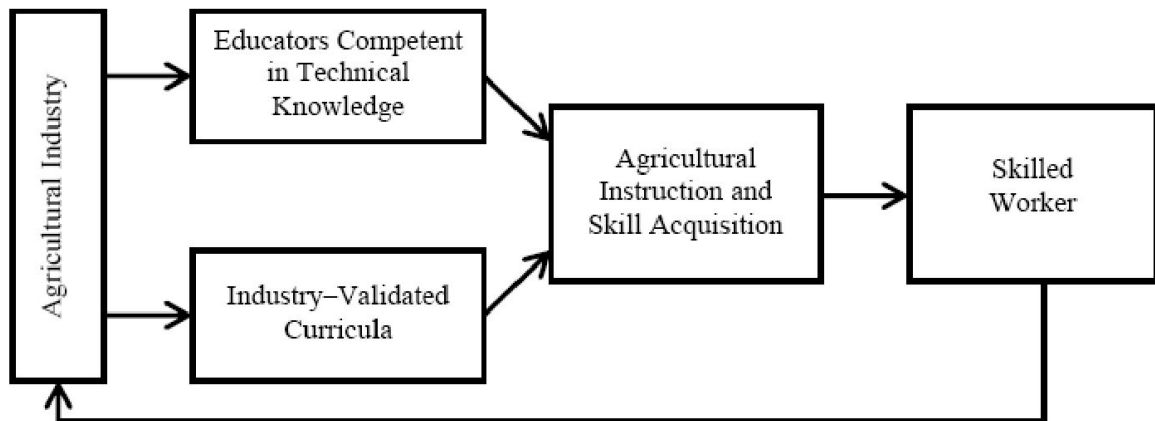 Agricultural Industry
Educators Competent
in Technical
Knowledge
Industry–Validated
Curricula
Agricultural
Instruction and
Skill Acquisition
Skilled
Worker